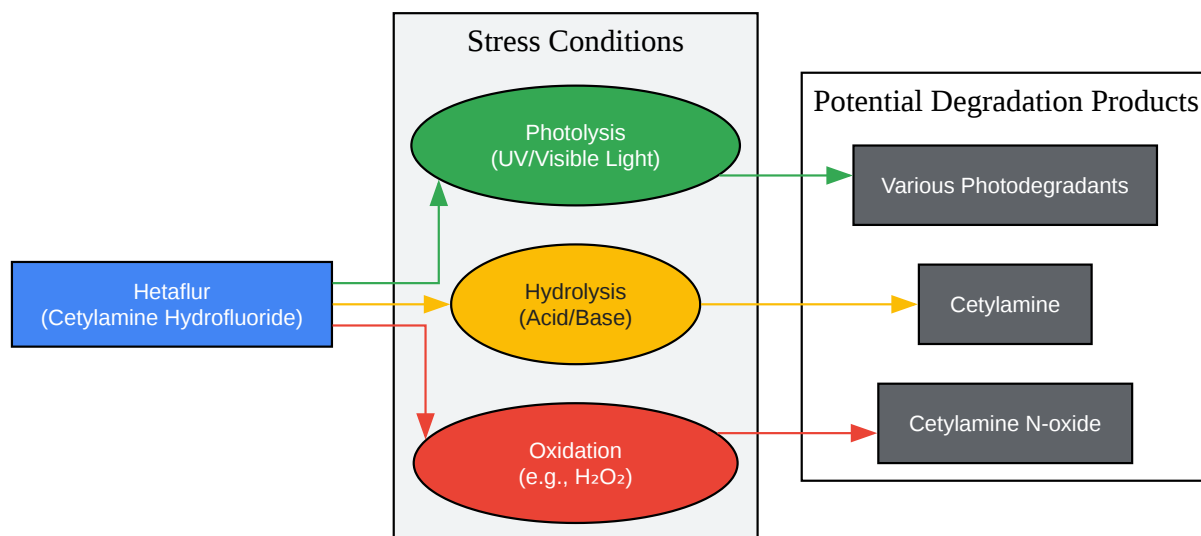 Stress Conditions
Potential Degradation Products
Photolysis
(UV/Visible Light)
Various Photodegradants
Hetaflur
(Cetylamine Hydrofluoride)
Hydrolysis
(Acid/Base)
Cetylamine
Cetylamine N-oxide
Oxidation
(e.g., H₂O₂)